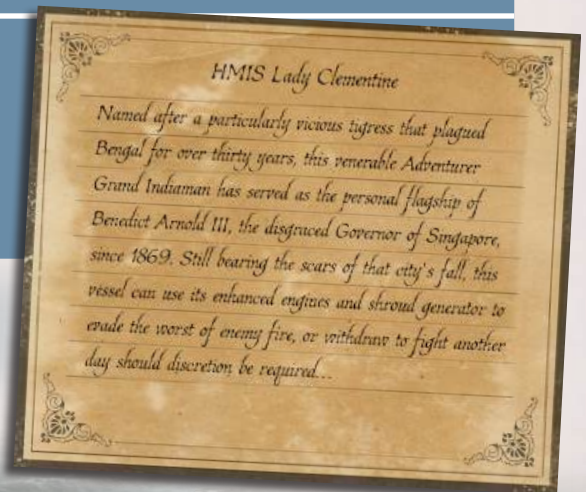 HMIS Lady Clementine
Named after a particularly vicious tigress that plagued
Bengal for over thirty years, this venerable Adventurer
Grand Indiaman has served as the personal flagship of
Benedict Arnold III, the disgraced Governor of Singapore,
since 1869. Still bearing the scars of that city's fall, this
vessel can use its enhanced engines and shroud generator to
evade the worst of enemy fire, or withdraw to fight another
day should discretion be required...